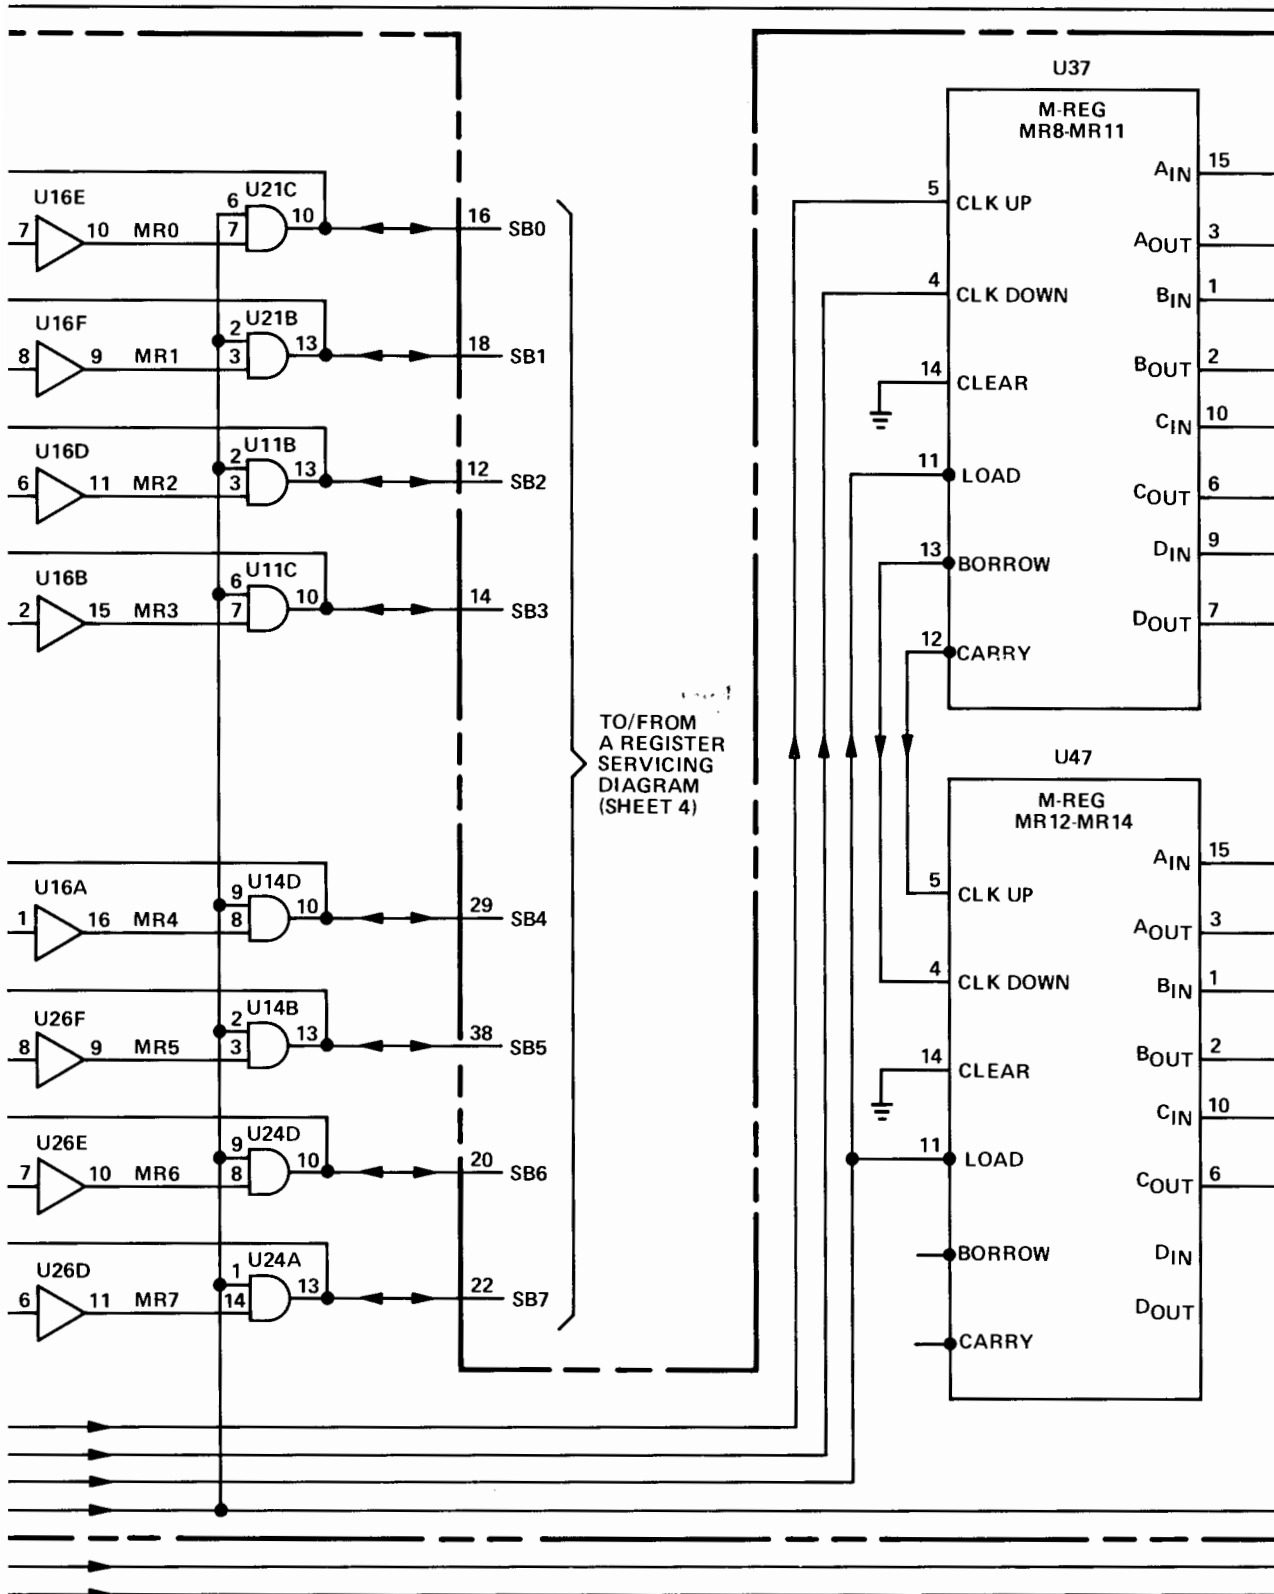 U16E
7
10 MR0
U21C
6
7
10
16 SB0
U16F
8
9 MR1
U21B
2
3
13
18 SB1
U16D
6
11 MR2
U11B
2
3
13
12 SB2
U16B
2
15 MR3
U11C
6
7
10
14 SB3
U16A
1
16 MR4
U14D
9
8
10
29 SB4
U26F
8
9 MR5
U14B
2
3
13
38 SB5
U26E
7
10 MR6
U24D
9
8
10
20 SB6
U26D
6
11 MR7
U24A
1
14
13
22 SB7
TO/FROM
A REGISTER
SERVICING
DIAGRAM
(SHEET 4)
U37
M-REG
MR8-MR11
5 CLK UP
4 CLK DOWN
14 CLEAR
11 LOAD
13 BORROW
12 CARRY
AIN 15
AOUT 3
BIN 1
BOUT 2
CIN 10
COUT 6
DIN 9
DOUT 7
U47
M-REG
MR12-MR14
5 CLK UP
4 CLK DOWN
14 CLEAR
11 LOAD
BORROW
CARRY
AIN 15
AOUT 3
BIN 1
BOUT 2
CIN 10
COUT 6
DIN
DOUT